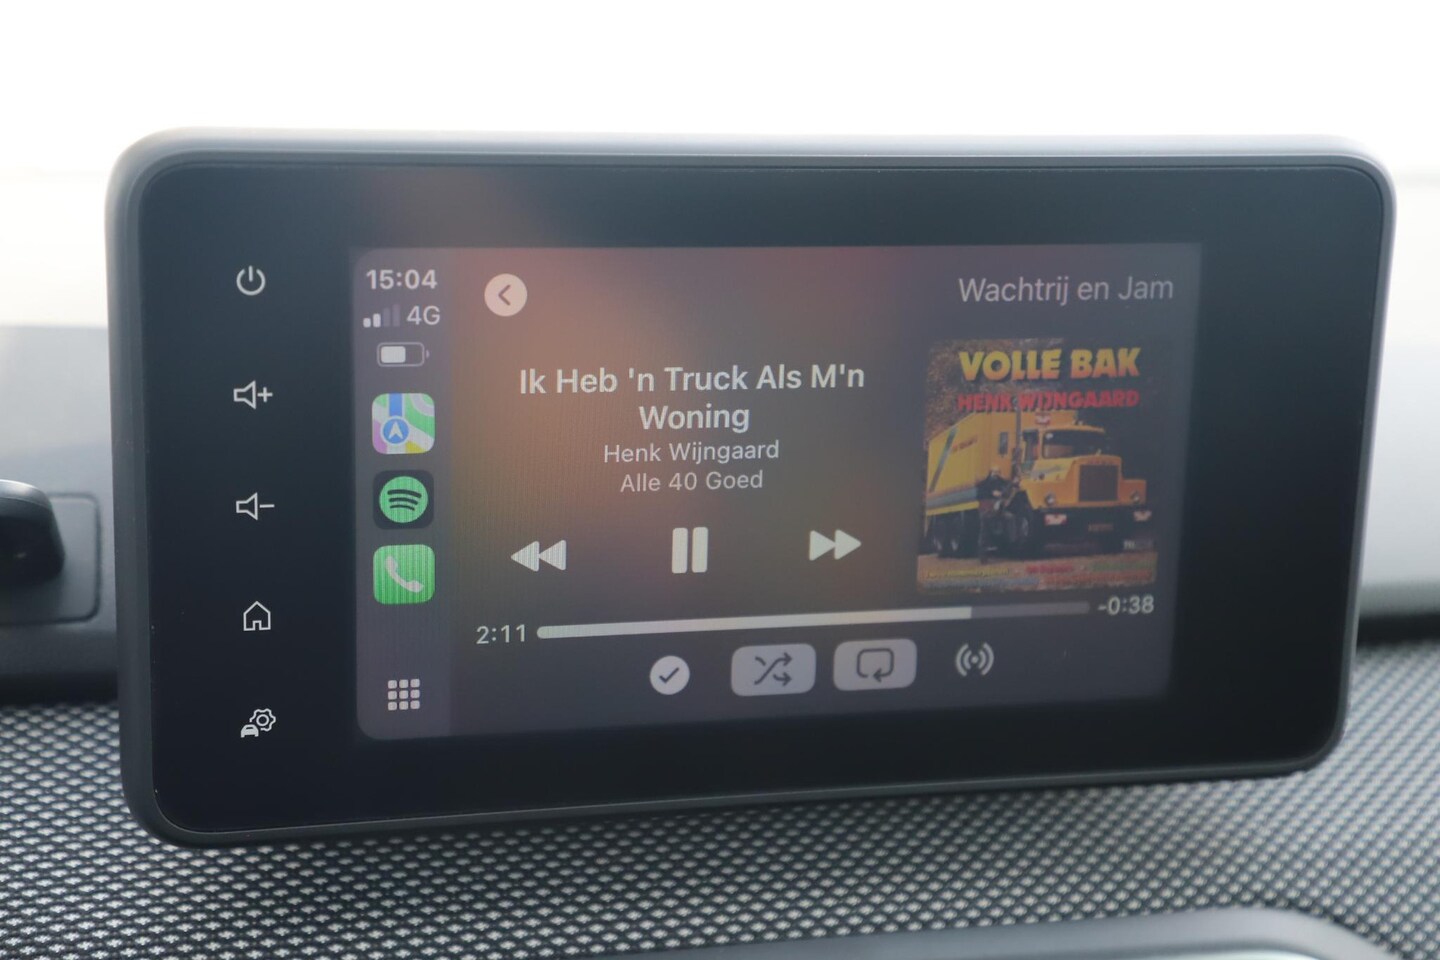 15:04
4G
Wachtrij en Jam
Ik Heb 'n Truck Als M'n
Woning
Henk Wijngaard
Alle 40 Goed
VOLLE BAK
HENK WIJNGAARD
2:11
-0:38